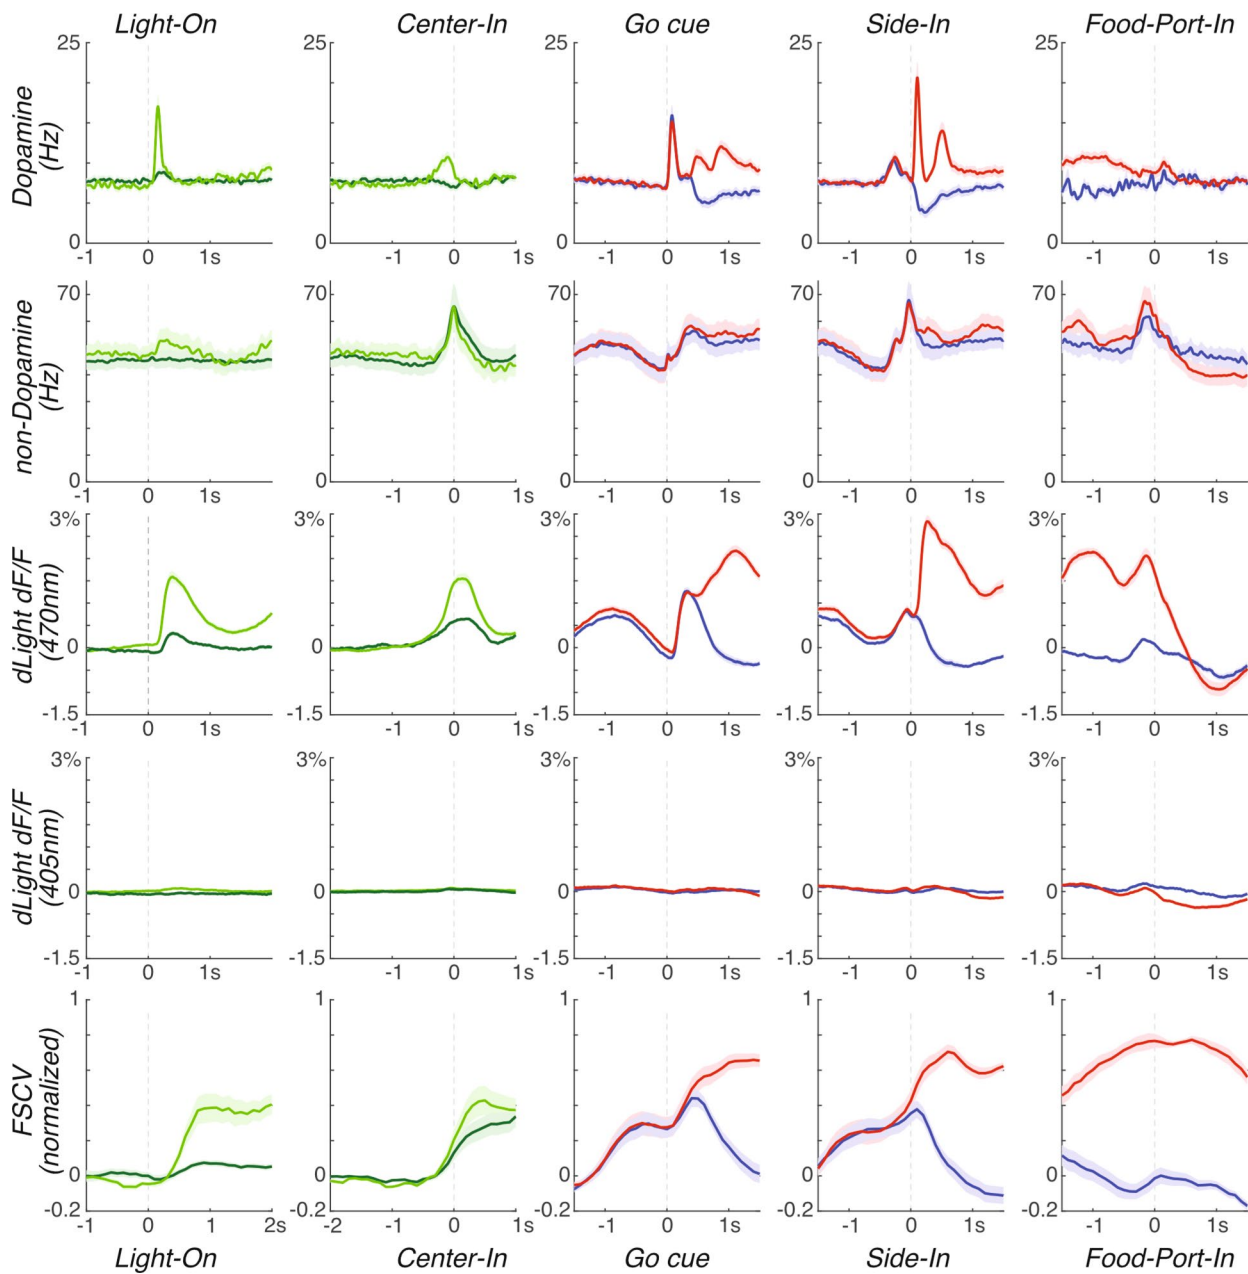 Light-On Center-In Go cue Side-In Food-Port-In
Dopamine
(Hz)
25 25
0 0 0 0 0
-1 0 1s 2 -2 -1 0 1s -1 0 1s -1 0 1s -1 0 1s
non-Dopamine
(Hz)
70 70 70 70 70
0 0 0 0 0
-1 0 1s -2 -1 0 1s -1 0 1s -1 0 1s -1 0 1s
dLight dF/F
(470nm)
3% 3% 3% 3% 3%
0 0 0 0 0
-1.5 -1.5 -1.5 -1.5 -1.5
-1 0 1s 2 -2 -1 0 1s -1 0 1s -1 0 1s -1 0 1s
dLight dF/F
(405nm)
3% 3% 3% 3% 3%
0 0 0 0 0
-1.5 -1.5 -1.5 -1.5 -1.5
-1 0 1s 2 -2 -1 0 1s -1 0 1s -1 0 1s -1 0 1s
FSCV
(normalized)
1 1 1 1 1
0 0 0 0 0
-0.2 -0.2 -0.2 -0.2 -0.2
-1 0 1 2s -2 -1 0 1s -1 0 1s -1 0 1s -1 0 1s
Light-On Center-In Go cue Side-In Food-Port-In